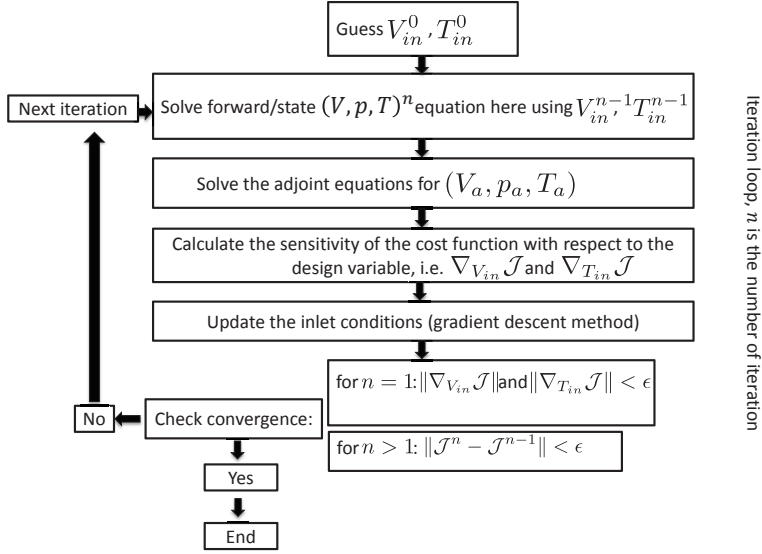 Guess $V_{in}^{0}, T_{in}^{0}$
Next iteration
Solve forward/state $(V, p, T)^n$ equation here using $V_{in}^{n-1}, T_{in}^{n-1}$
Solve the adjoint equations for $(V_a, p_a, T_a)$
Calculate the sensitivity of the cost function with respect to the
design variable, i.e. $\nabla_{V_{in}} \mathcal{J}$ and $\nabla_{T_{in}} \mathcal{J}$
Update the inlet conditions (gradient descent method)
for $n = 1$: $\|\nabla_{V_{in}} \mathcal{J}\|$ and $\|\nabla_{T_{in}} \mathcal{J}\| < \epsilon$
No
Check convergence:
for $n > 1$: $\|\mathcal{J}^n - \mathcal{J}^{n-1}\| < \epsilon$
Yes
End
Iteration loop, $n$ is the number of iteration